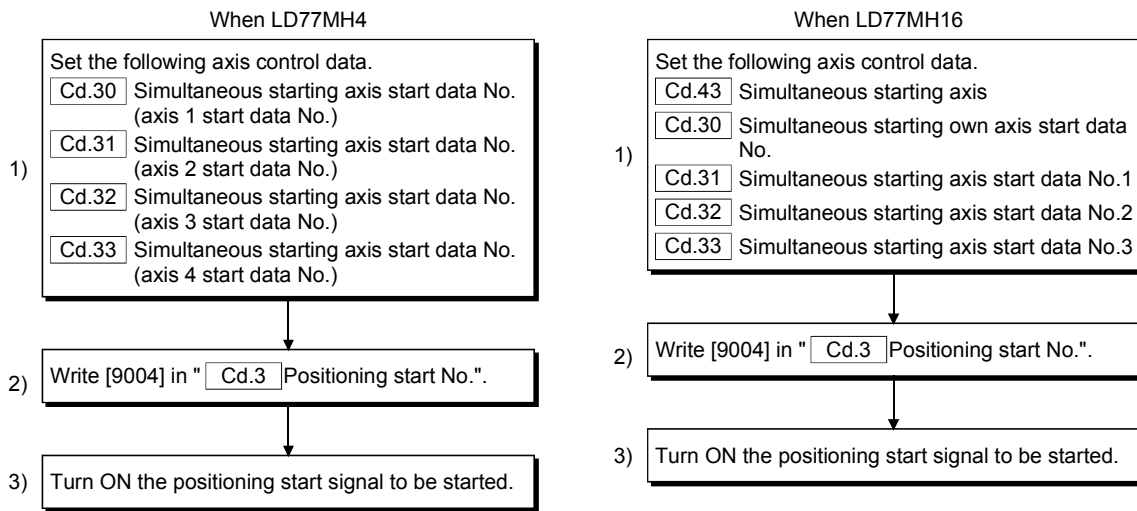 When LD77MH4
Set the following axis control data.
Cd.30 Simultaneous starting axis start data No.
(axis 1 start data No.)
Cd.31 Simultaneous starting axis start data No.
(axis 2 start data No.)
1)
Cd.32 Simultaneous starting axis start data No.
(axis 3 start data No.)
Cd.33 Simultaneous starting axis start data No.
(axis 4 start data No.)
2) Write [9004] in " Cd.3 Positioning start No.".
3) Turn ON the positioning start signal to be started.
When LD77MH16
Set the following axis control data.
Cd.43 Simultaneous starting axis
Cd.30 Simultaneous starting own axis start data
No.
1)
Cd.31 Simultaneous starting axis start data No.1
Cd.32 Simultaneous starting axis start data No.2
Cd.33 Simultaneous starting axis start data No.3
2) Write [9004] in " Cd.3 Positioning start No.".
3) Turn ON the positioning start signal to be started.